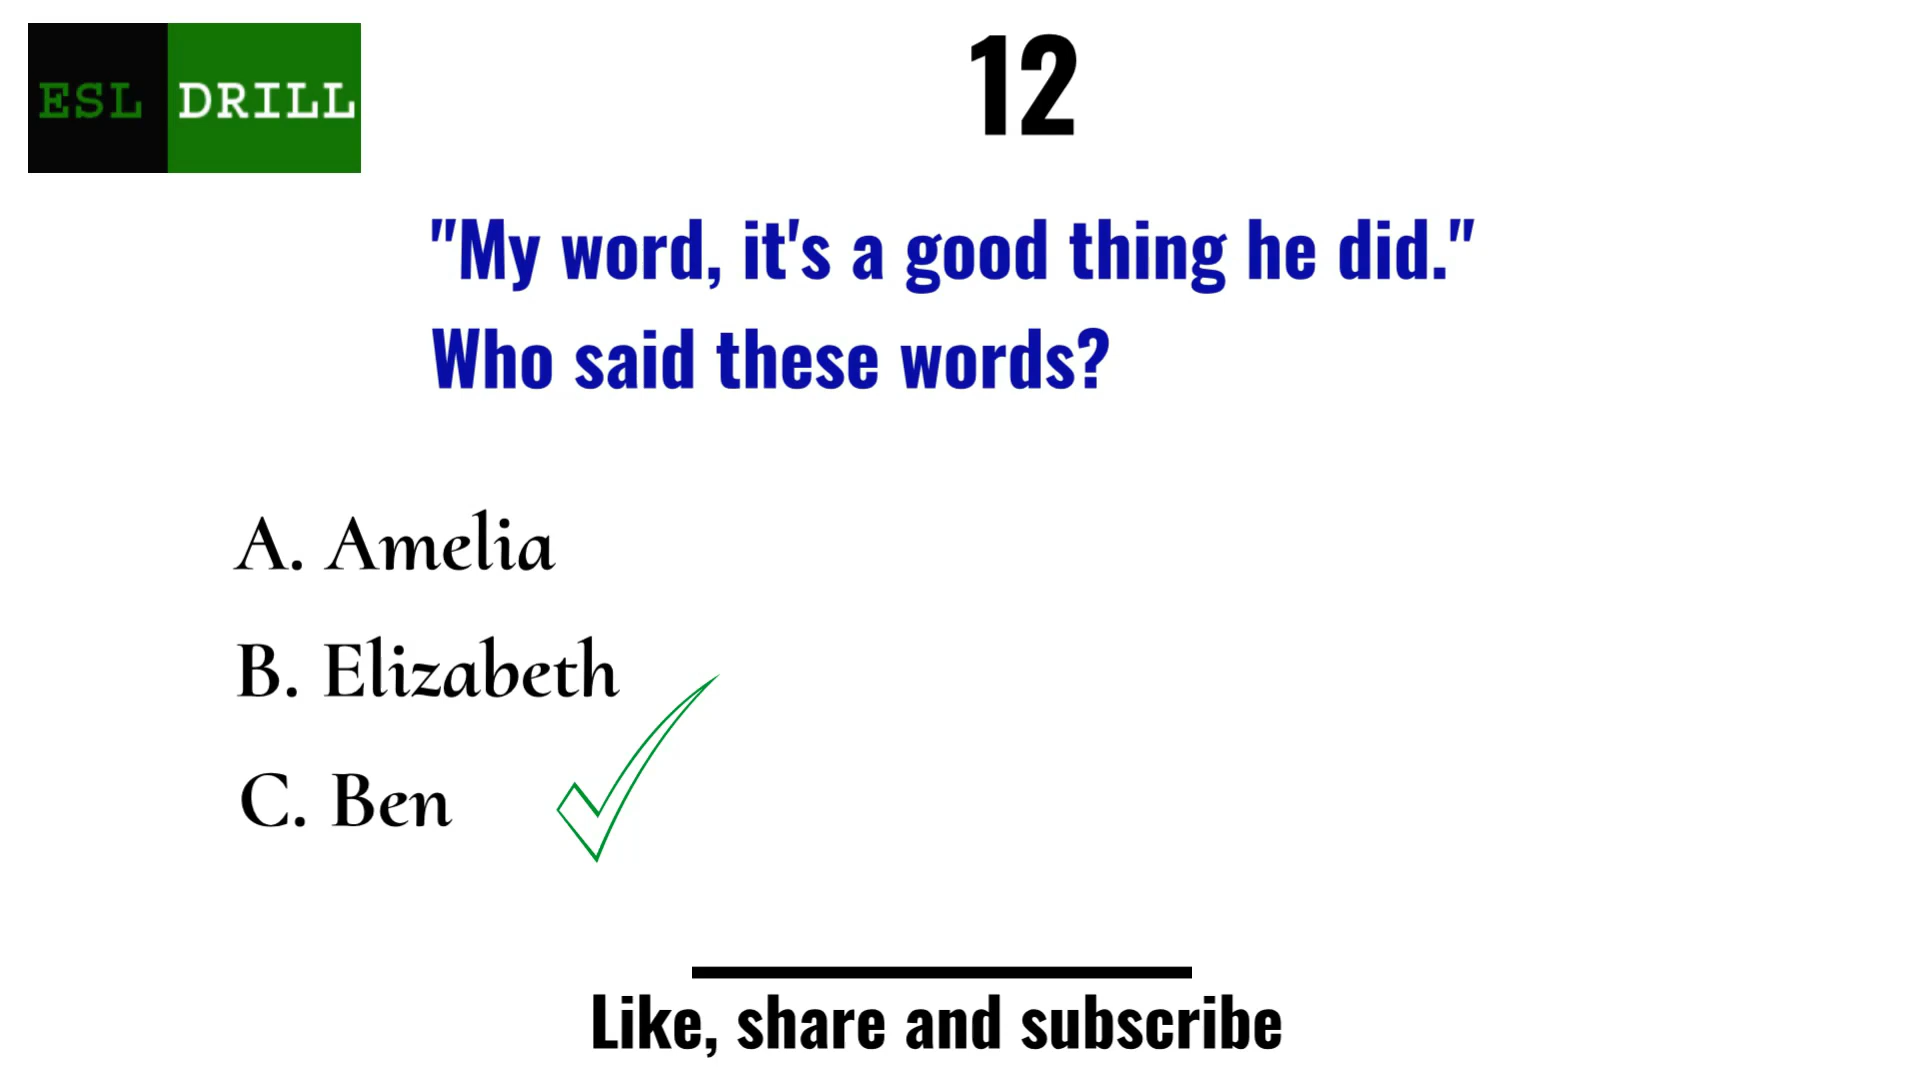 ESL DRILL
12
"My word, it's a good thing he did."
Who said these words?
A. Amelia
B. Elizabeth
C. Ben
Like, share and subscribe